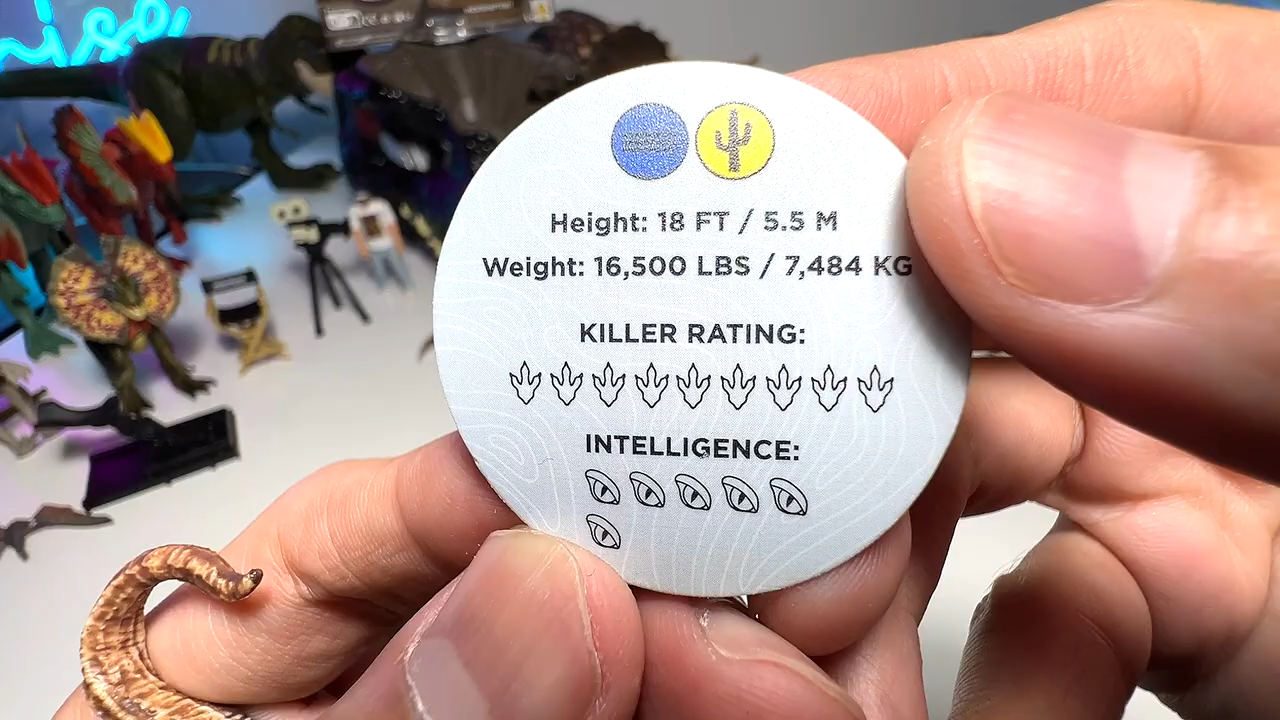 Height: 18 FT / 5.5 M
Weight: 16,500 LBS / 7,484 KG
KILLER RATING:
INTELLIGENCE: